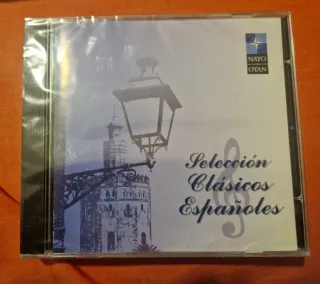 NATO
OTAN
Selección
Clásicos
Españoles